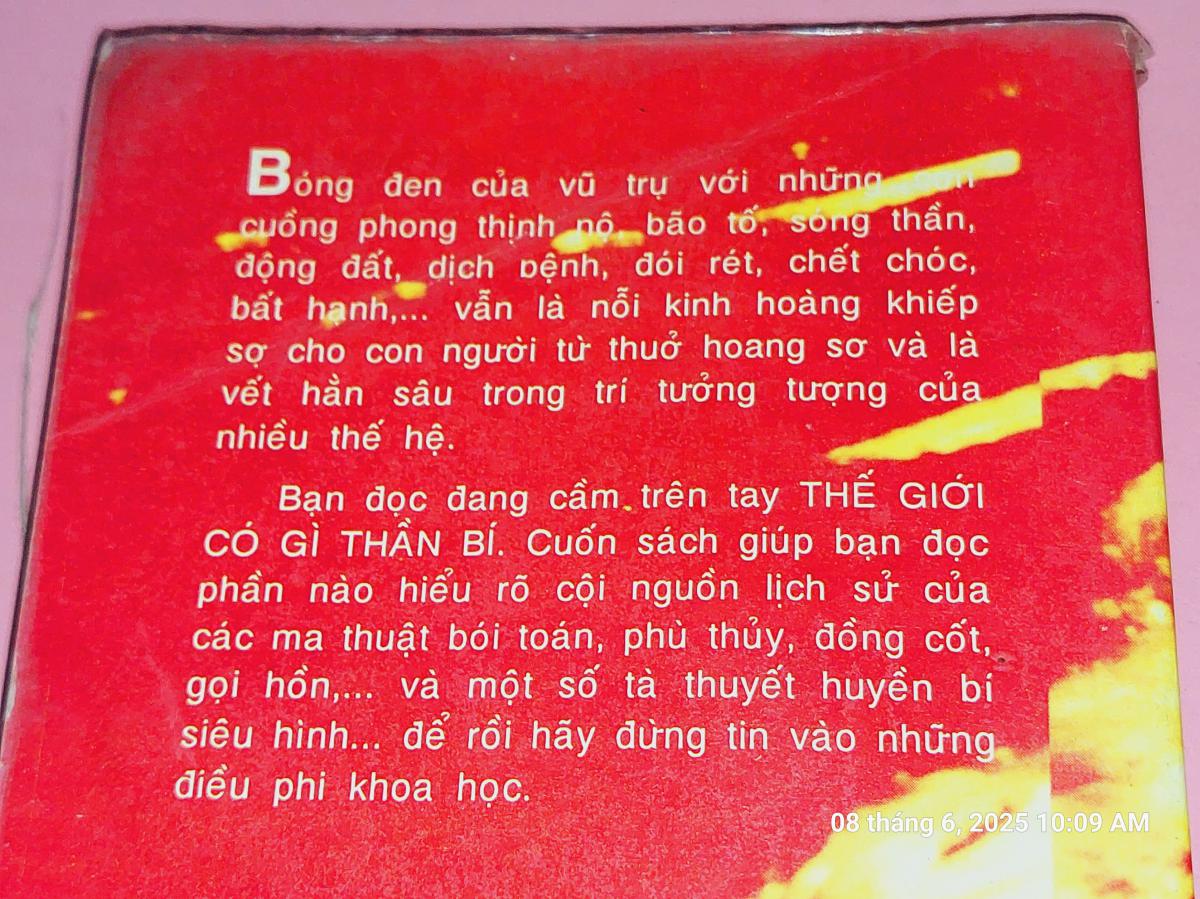 Bóng đen của vũ trụ với những cơn
cuồng phong thịnh nộ, bão tố, sóng thần,
động đất, dịch bệnh, đói rét, chết chóc,
bất hạnh,... vẫn là nỗi kinh hoàng khiếp
sợ cho con người từ thuở hoang sơ và là
vết hằn sâu trong trí tưởng tượng của
nhiều thế hệ.
Bạn đọc đang cầm trên tay THẾ GIỚI
CÓ GÌ THẦN BÍ. Cuốn sách giúp bạn đọc
phần nào hiểu rõ cội nguồn lịch sử của
các ma thuật bói toán, phù thủy, đồng cốt,
gọi hồn,... và một số tà thuyết huyền bí
siêu hình... để rồi hãy đừng tin vào những
điều phi khoa học.
08 tháng 6, 2025 10:09 AM